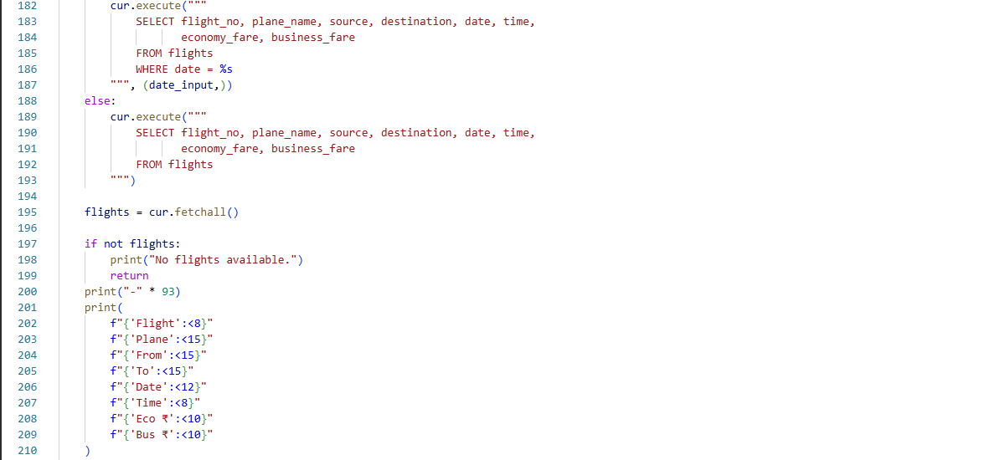 182 cur.execute("""
183 SELECT flight_no, plane_name, source, destination, date, time,
184 economy_fare, business_fare
185 FROM flights
186 WHERE date = %s
187 """, (date_input,))
188 else:
189 cur.execute("""
190 SELECT flight_no, plane_name, source, destination, date, time,
191 economy_fare, business_fare
192 FROM flights
193 """)
194
195 flights = cur.fetchall()
196
197 if not flights:
198 print("No flights available.")
199 return
200 print("-" * 93)
201 print(
202 f"{'Flight':<8}"
203 f"{'Plane':<15}"
204 f"{'From':<15}"
205 f"{'To':<15}"
206 f"{'Date':<12}"
207 f"{'Time':<8}"
208 f"{'Eco ₹':<10}"
209 f"{'Bus ₹':<10}"
210 )